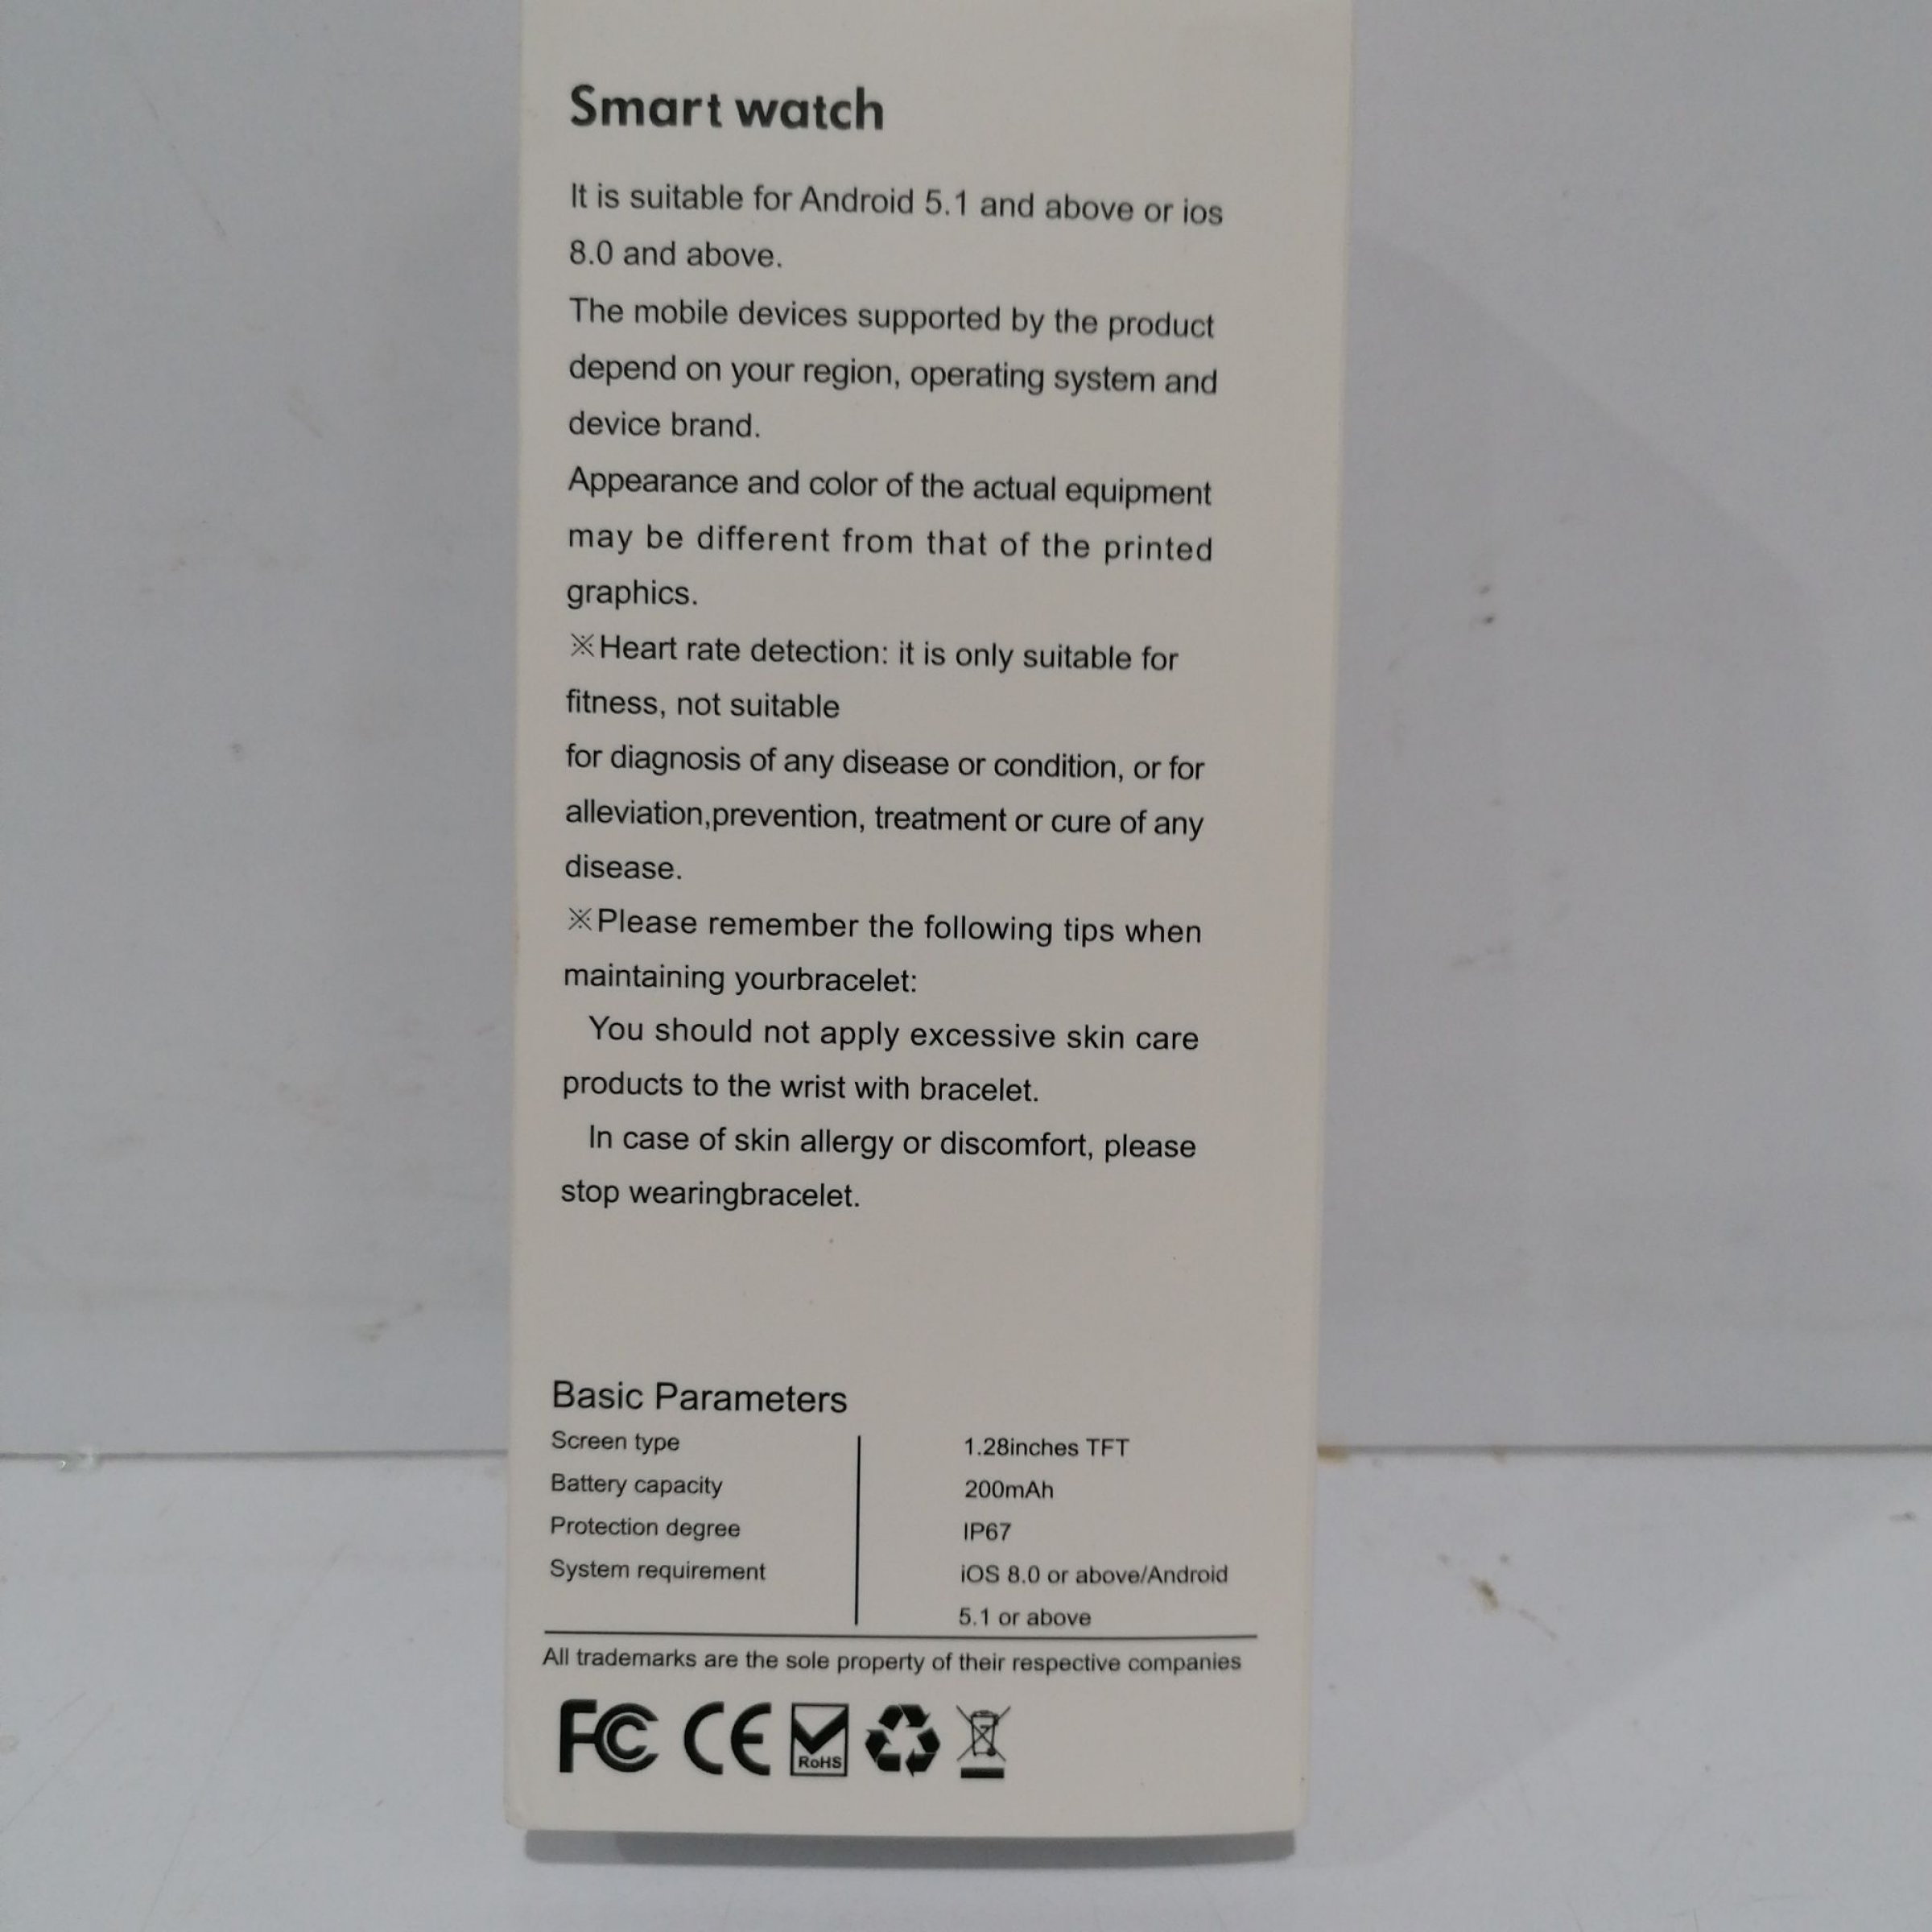 Smart watch
It is suitable for Android 5.1 and above or ios
8.0 and above.
The mobile devices supported by the product
depend on your region, operating system and
device brand.
Appearance and color of the actual equipment
may be different from that of the printed
graphics.
※Heart rate detection: it is only suitable for
fitness, not suitable
for diagnosis of any disease or condition, or for
alleviation,prevention, treatment or cure of any
disease.
※Please remember the following tips when
maintaining yourbracelet:
You should not apply excessive skin care
products to the wrist with bracelet.
In case of skin allergy or discomfort, please
stop wearingbracelet.
Basic Parameters
Screen type 1.28inches TFT
Battery capacity 200mAh
Protection degree IP67
System requirement iOS 8.0 or above/Android
5.1 or above
All trademarks are the sole property of their respective companies
FC CE RoHS